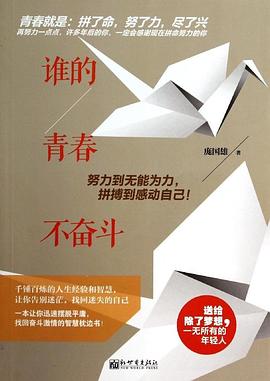 青春就是：拼了命，努了力，尽了兴
再努力一点点，许多年后的你，一定会感谢现在拼命努力的你
谁的
青春
不奋斗
庞国雄 著
努力到无能为力，
拼搏到感动自己！
千锤百炼的人生经验和智慧，
让你告别迷茫，找回迷失的自己
一本让你迅速摆脱平庸，
找回奋斗激情的智慧枕边书！
送给
除了梦想，
一无所有的
年轻人
新世界出版社